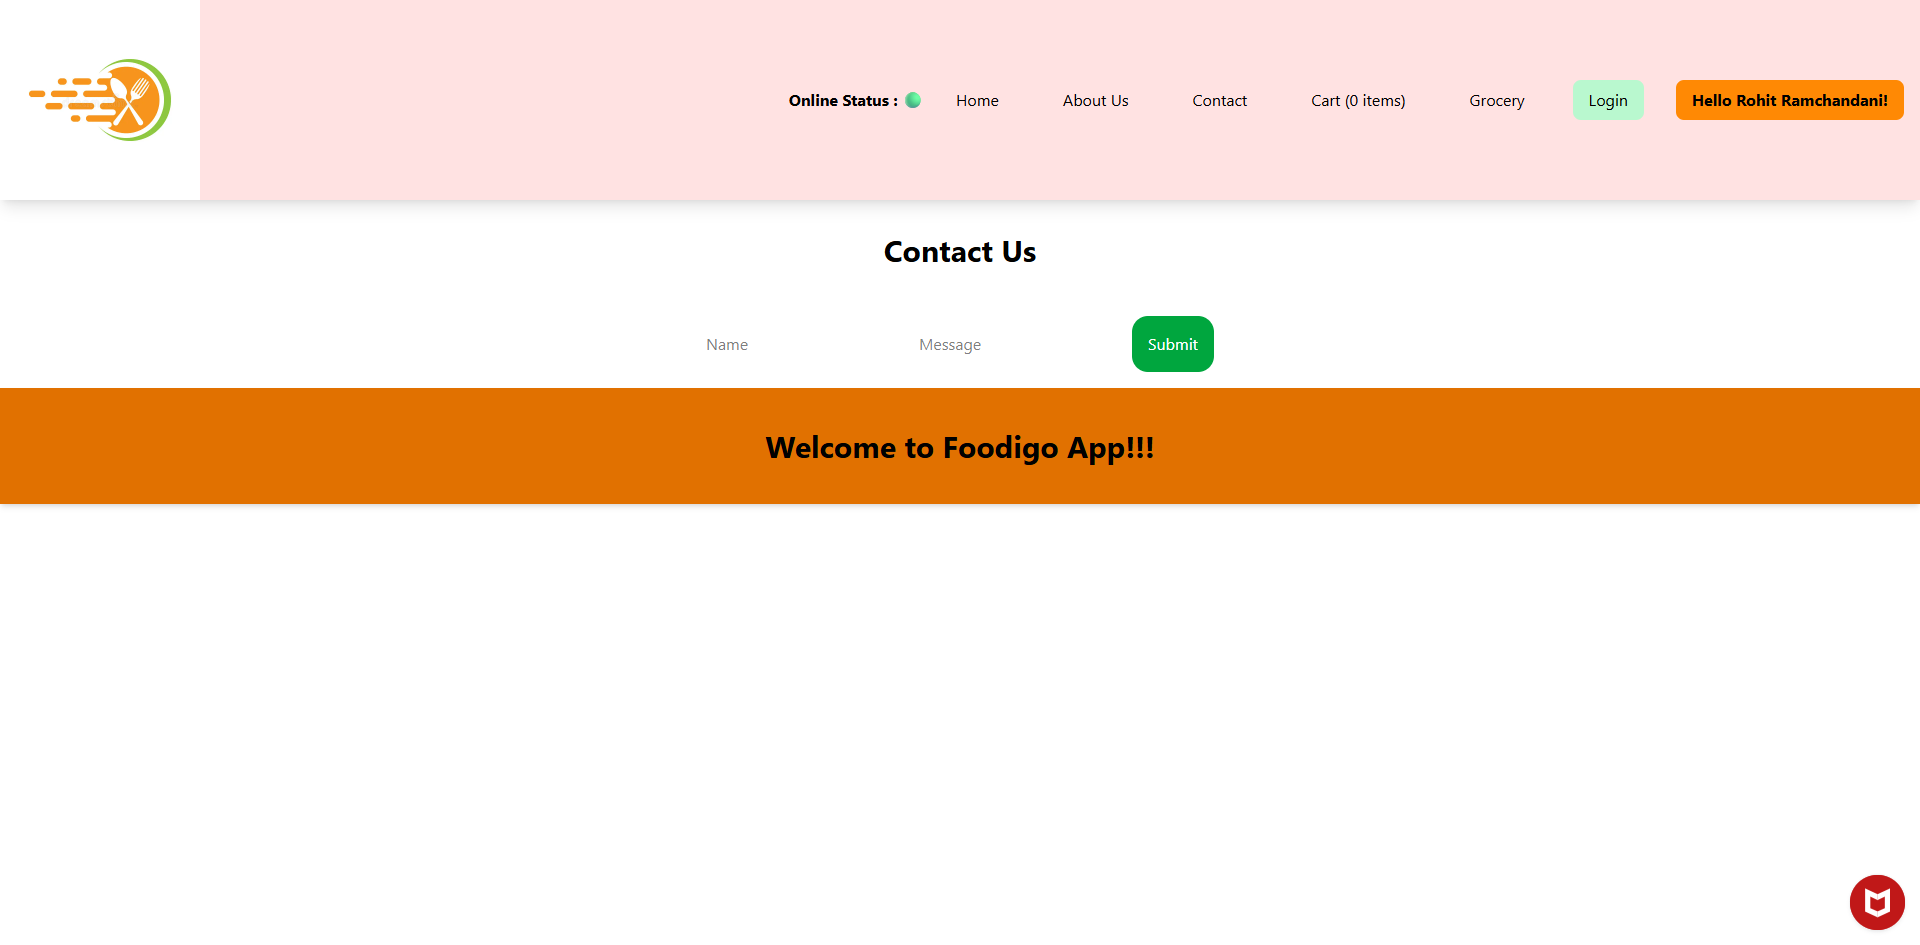 Online Status : Home About Us Contact Cart (0 items) Grocery Login Hello Rohit Ramchandani!
Contact Us
Name Message Submit
Welcome to Foodigo App!!!